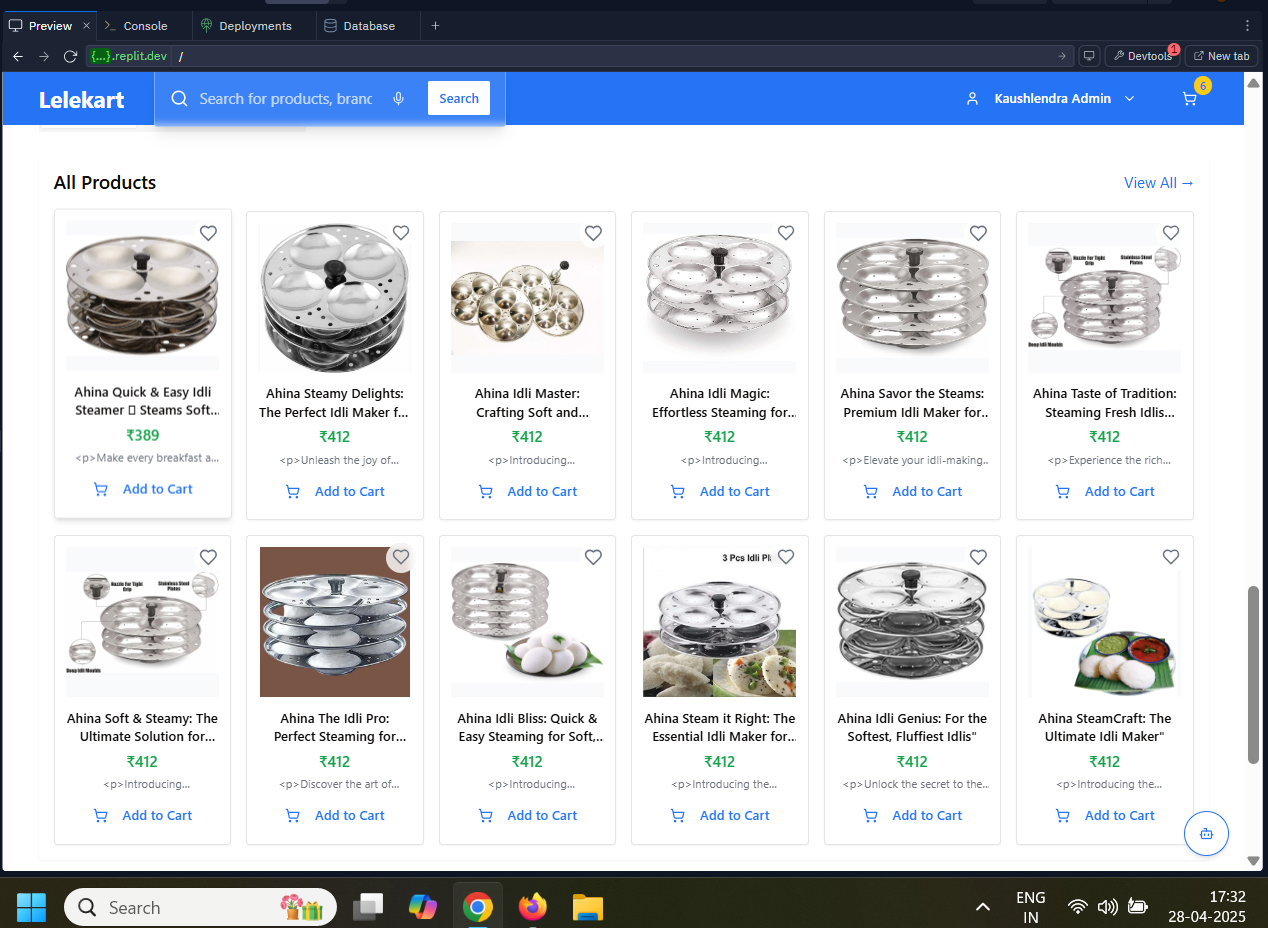 Preview
Console
Deployments
Database
{...}.replit.dev /
Devtools 1
New tab
Lelekart
Search for products, branc
Search
Kaushlendra Admin
6
All Products
View All →
Nozzle For Tight Grip
Stainless Steel Plates
Deep Idli Moulds
Ahina Quick & Easy Idli
Steamer ▯ Steams Soft...
₹389
<p>Make every breakfast a...
Add to Cart
Ahina Steamy Delights:
The Perfect Idli Maker f...
₹412
<p>Unleash the joy of...
Add to Cart
Ahina Idli Master:
Crafting Soft and...
₹412
<p>Introducing...
Add to Cart
Ahina Idli Magic:
Effortless Steaming for...
₹412
<p>Introducing...
Add to Cart
Ahina Savor the Steams:
Premium Idli Maker for...
₹412
<p>Elevate your idli-making...
Add to Cart
Ahina Taste of Tradition:
Steaming Fresh Idlis...
₹412
<p>Experience the rich...
Add to Cart
Nozzle For Tight Grip
Stainless Steel Plates
Deep Idli Moulds
Ahina Soft & Steamy: The
Ultimate Solution for...
₹412
<p>Introducing...
Add to Cart
Ahina The Idli Pro:
Perfect Steaming for...
₹412
<p>Discover the art of...
Add to Cart
Ahina Idli Bliss: Quick &
Easy Steaming for Soft,...
₹412
<p>Introducing...
Add to Cart
3 Pcs Idli Pl
Ahina Steam it Right: The
Essential Idli Maker for...
₹412
<p>Introducing the...
Add to Cart
Ahina Idli Genius: For the
Softest, Fluffiest Idlis"
₹412
<p>Unlock the secret to the...
Add to Cart
Ahina SteamCraft: The
Ultimate Idli Maker"
₹412
<p>Introducing the...
Add to Cart
Search
ENG
IN
17:32
28-04-2025